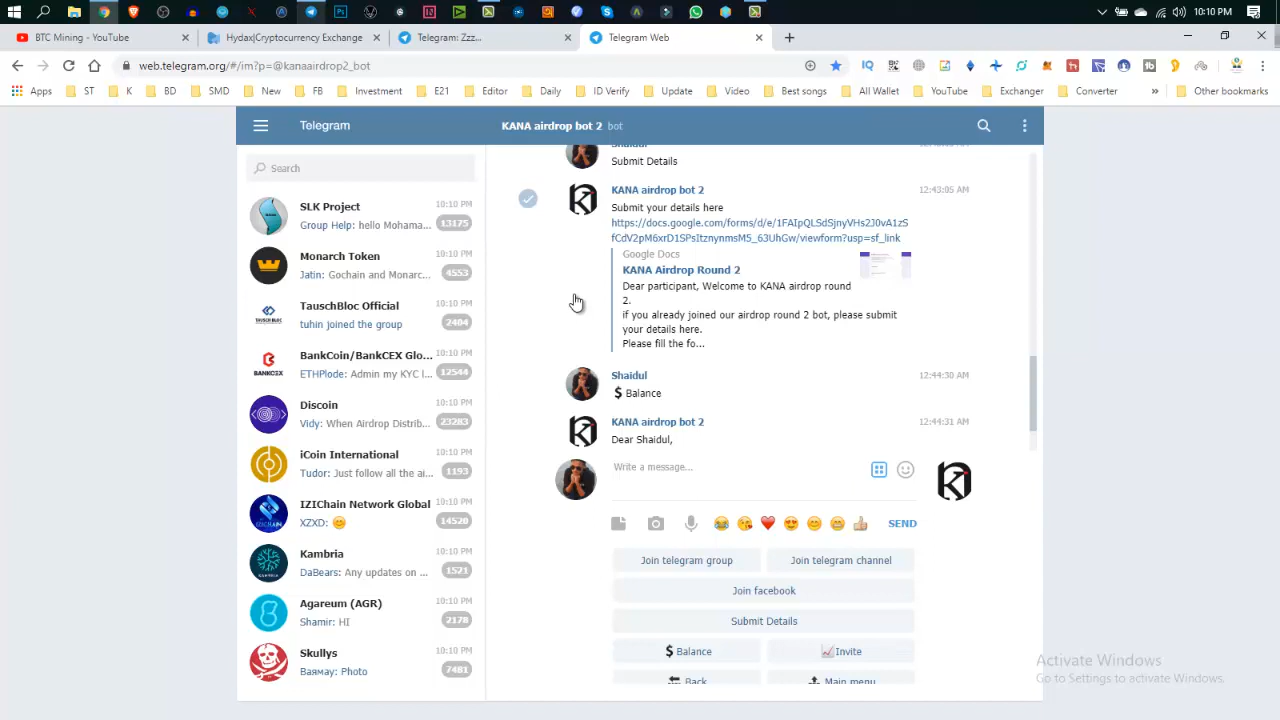 10:10 PM
BTC Mining - YouTube
Hydax|Cryptocurrency Exchange
Telegram: Zzz...
Telegram Web
web.telegram.org/#/im?p=@kanaairdrop2_bot
Apps ST K BD SMD New FB Investment E21 Editor Daily ID Verify Update Video Best songs All Wallet YouTube Exchanger Converter » Other bookmarks
Telegram
KANA airdrop bot 2 bot
Search
SLK Project 10:10 PM
Group Help: hello Mohama... 13175
Monarch Token 10:10 PM
Jatin: Gochain and Monarc... 4553
TauschBloc Official 10:10 PM
tuhin joined the group 2404
BankCoin/BankCEX Glo... 10:10 PM
ETHPlode: Admin my KYC i... 12544
Discoin 10:10 PM
Vidy: When Airdrop Distrib... 23283
iCoin International 10:10 PM
Tudor: Just follow all the ai... 1193
IZIChain Network Global 10:10 PM
XZXD: 😊 14520
Kambria 10:10 PM
DaBears: Any updates on ... 1521
Agareum (AGR) 10:10 PM
Shamir: HI 2178
Skullys 10:10 PM
Ваямау: Photo 7481
Submit Details
KANA airdrop bot 2 12:43:05 AM
Submit your details here
https://docs.google.com/forms/d/e/1FAIpQLSdSjnyVHs2J0vA1zS
fCdV2pM6xrD1SPsItznynmsM5_63UhGw/viewform?usp=sf_link
Google Docs
KANA Airdrop Round 2
Dear participant, Welcome to KANA airdrop round
2.
if you already joined our airdrop round 2 bot, please submit
your details here.
Please fill the fo...
Shaidul 12:44:30 AM
💲 Balance
KANA airdrop bot 2 12:44:31 AM
Dear Shaidul,
Write a message...
SEND
Join telegram group
Join telegram channel
Join facebook
Submit Details
💲 Balance
📈Invite
Back
Main menu
Activate Windows
Go to Settings to activate Windows.